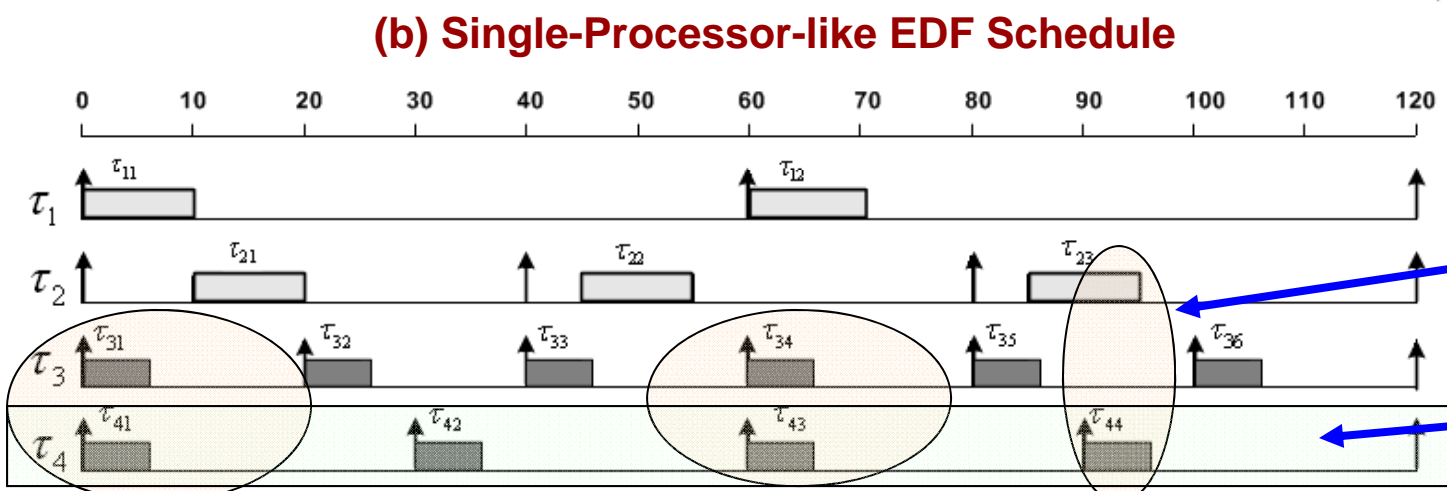 (b) Single-Processor-like EDF Schedule
0 10 20 30 40 50 60 70 80 90 100 110 120
τ11 τ12
τ1
τ21 τ22 τ23
τ2
τ31 τ32 τ33 τ34 τ35 τ36
τ3
τ41 τ42 τ43 τ44
τ4